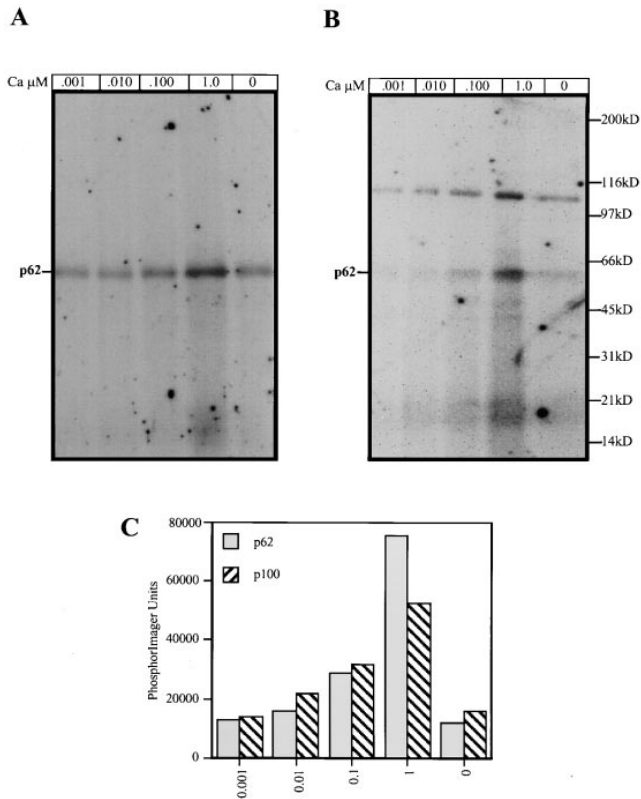 A
B
Ca µM .001 .010 .100 1.0 0
Ca µM .001 .010 .100 1.0 0
200kD
116kD
97kD
p62
p62
66kD
45kD
31kD
21kD
14kD
C
80000
60000
40000
20000
0
PhosphorImager Units
p62
p100
0.001
0.01
0.1
1
0